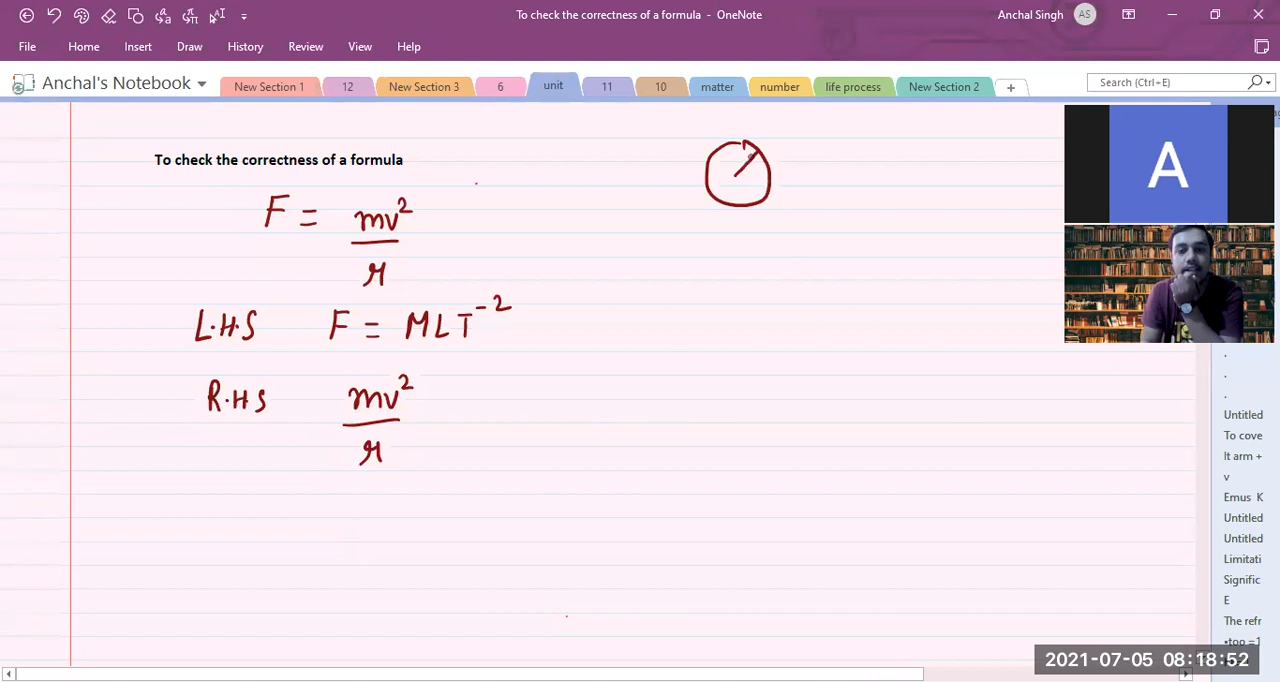 To check the correctness of a formula - OneNote
Anchal Singh AS
File Home Insert Draw History Review View Help
Anchal's Notebook New Section 1 12 New Section 3 6 unit 11 10 matter number life process New Section 2 + Search (Ctrl+E)
To check the correctness of a formula
F = mv²
r
L.H.S F = MLT⁻²
R.H.S mv²
r
A
Untitled
To cove
It arm +
v
Emus K
Untitled
Untitled
Limitati
Signific
E
The refr
•too =1
2021-07-05 08:18:52